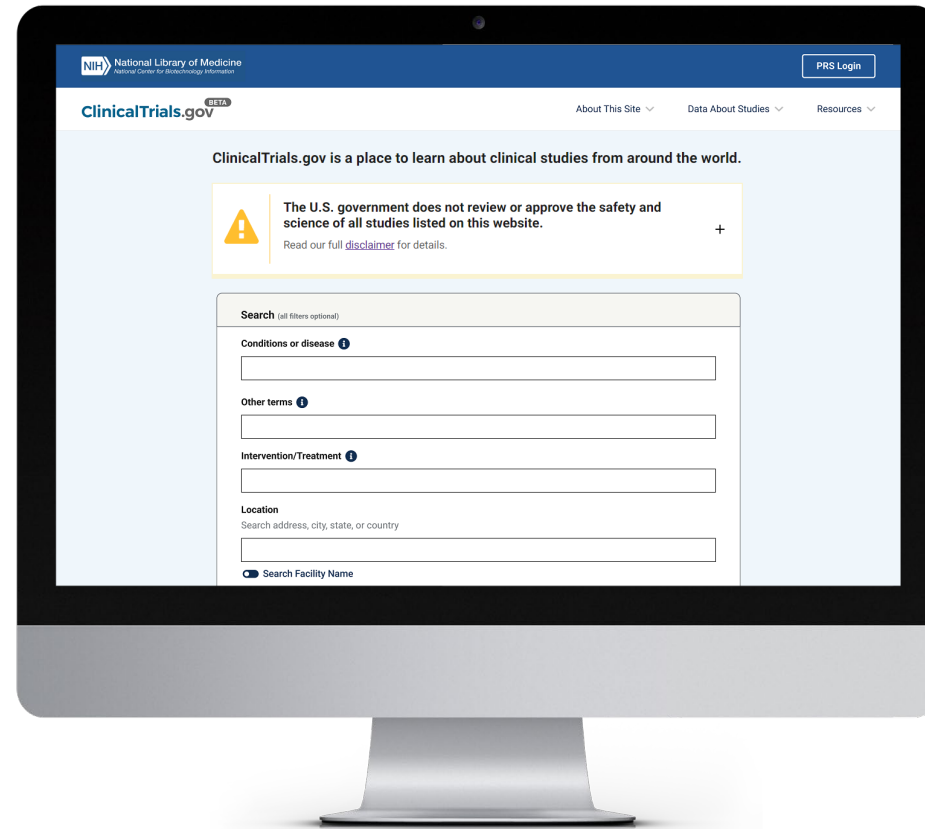 NIH National Library of Medicine
National Center for Biotechnology Information
PRS Login
ClinicalTrials.gov BETA
About This Site
Data About Studies
Resources
ClinicalTrials.gov is a place to learn about clinical studies from around the world.
The U.S. government does not review or approve the safety and
science of all studies listed on this website.
+
Read our full disclaimer for details.
Search (all filters optional)
Conditions or disease
Other terms
Intervention/Treatment
Location
Search address, city, state, or country
Search Facility Name